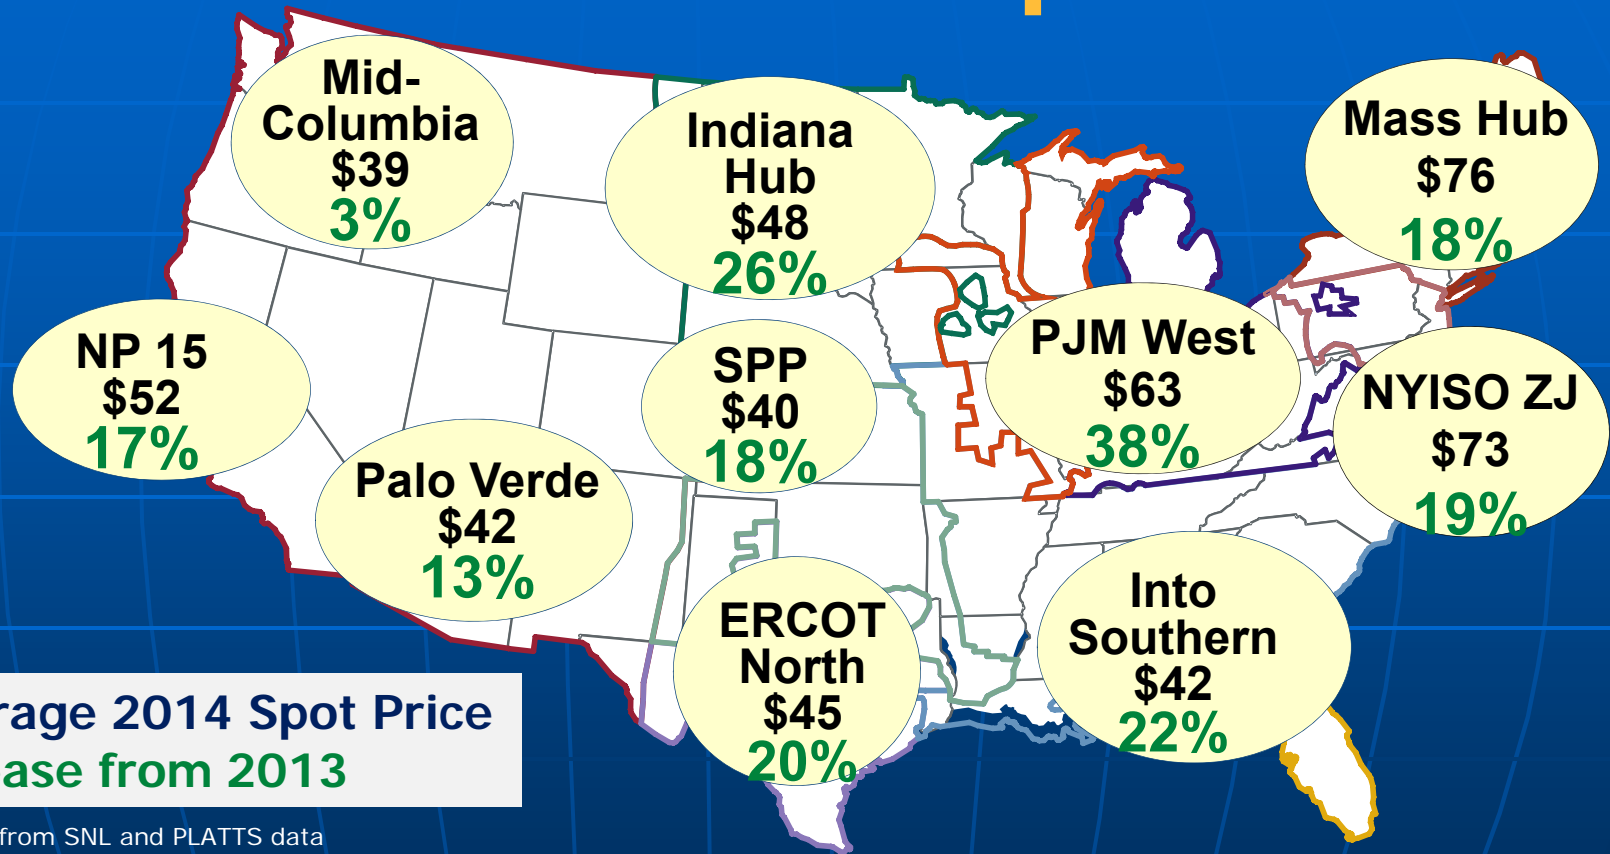 Mid-
Columbia
$39
3%
Indiana
Hub
$48
26%
Mass Hub
$76
18%
NP 15
$52
17%
SPP
$40
18%
PJM West
$63
38%
NYISO ZJ
$73
19%
Palo Verde
$42
13%
ERCOT
North
$45
20%
Into
Southern
$42
22%
rage 2014 Spot Price
ase from 2013
from SNL and PLATTS data